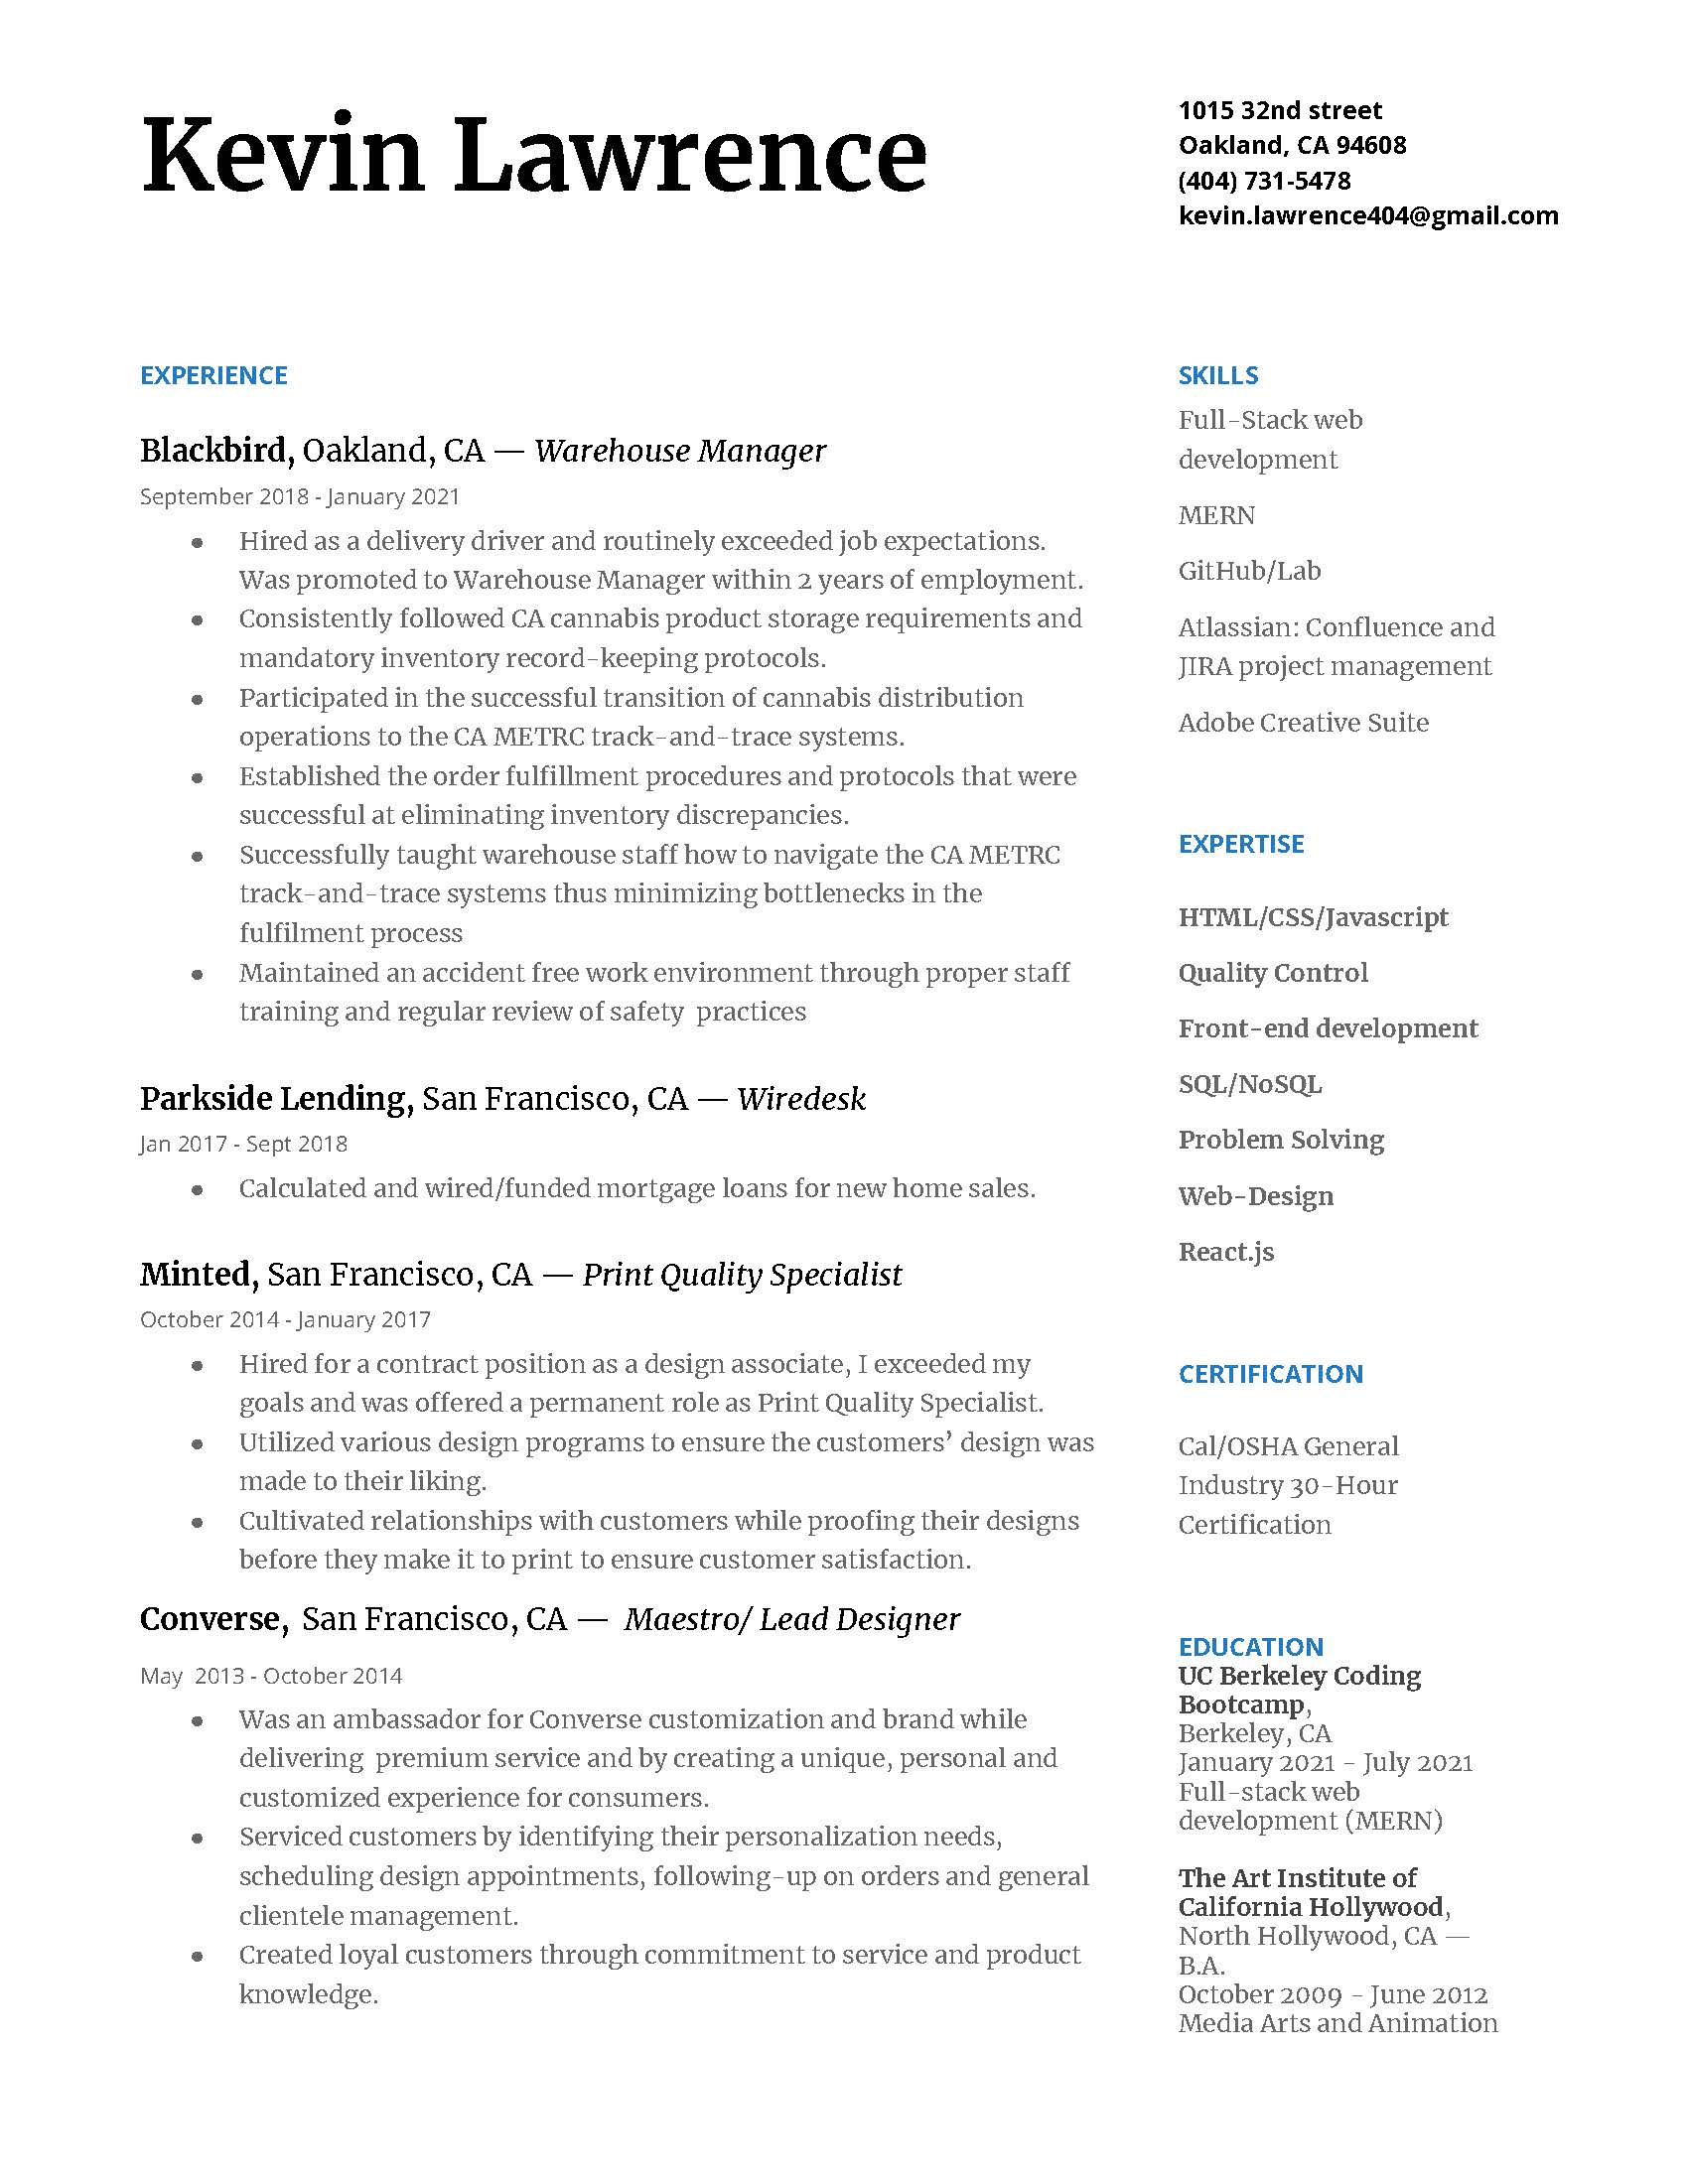 Kevin Lawrence
1015 32nd street
Oakland, CA 94608
(404) 731-5478
kevin.lawrence404@gmail.com
EXPERIENCE
Blackbird, Oakland, CA — Warehouse Manager
September 2018 - January 2021
● Hired as a delivery driver and routinely exceeded job expectations.
Was promoted to Warehouse Manager within 2 years of employment.
● Consistently followed CA cannabis product storage requirements and
mandatory inventory record-keeping protocols.
● Participated in the successful transition of cannabis distribution
operations to the CA METRC track-and-trace systems.
● Established the order fulfillment procedures and protocols that were
successful at eliminating inventory discrepancies.
● Successfully taught warehouse staff how to navigate the CA METRC
track-and-trace systems thus minimizing bottlenecks in the
fulfilment process
● Maintained an accident free work environment through proper staff
training and regular review of safety  practices
Parkside Lending, San Francisco, CA — Wiredesk
Jan 2017 - Sept 2018
● Calculated and wired/funded mortgage loans for new home sales.
Minted, San Francisco, CA — Print Quality Specialist
October 2014 - January 2017
● Hired for a contract position as a design associate, I exceeded my
goals and was offered a permanent role as Print Quality Specialist.
● Utilized various design programs to ensure the customers’ design was
made to their liking.
● Cultivated relationships with customers while proofing their designs
before they make it to print to ensure customer satisfaction.
Converse,  San Francisco, CA —  Maestro/ Lead Designer
May  2013 - October 2014
● Was an ambassador for Converse customization and brand while
delivering  premium service and by creating a unique, personal and
customized experience for consumers.
● Serviced customers by identifying their personalization needs,
scheduling design appointments, following-up on orders and general
clientele management.
● Created loyal customers through commitment to service and product
knowledge.
SKILLS
Full-Stack web
development
MERN
GitHub/Lab
Atlassian: Confluence and
JIRA project management
Adobe Creative Suite
EXPERTISE
HTML/CSS/Javascript
Quality Control
Front-end development
SQL/NoSQL
Problem Solving
Web-Design
React.js
CERTIFICATION
Cal/OSHA General
Industry 30-Hour
Certification
EDUCATION
UC Berkeley Coding
Bootcamp,
Berkeley, CA
January 2021 - July 2021
Full-stack web
development (MERN)
The Art Institute of
California Hollywood,
North Hollywood, CA —
B.A.
October 2009 - June 2012
Media Arts and Animation